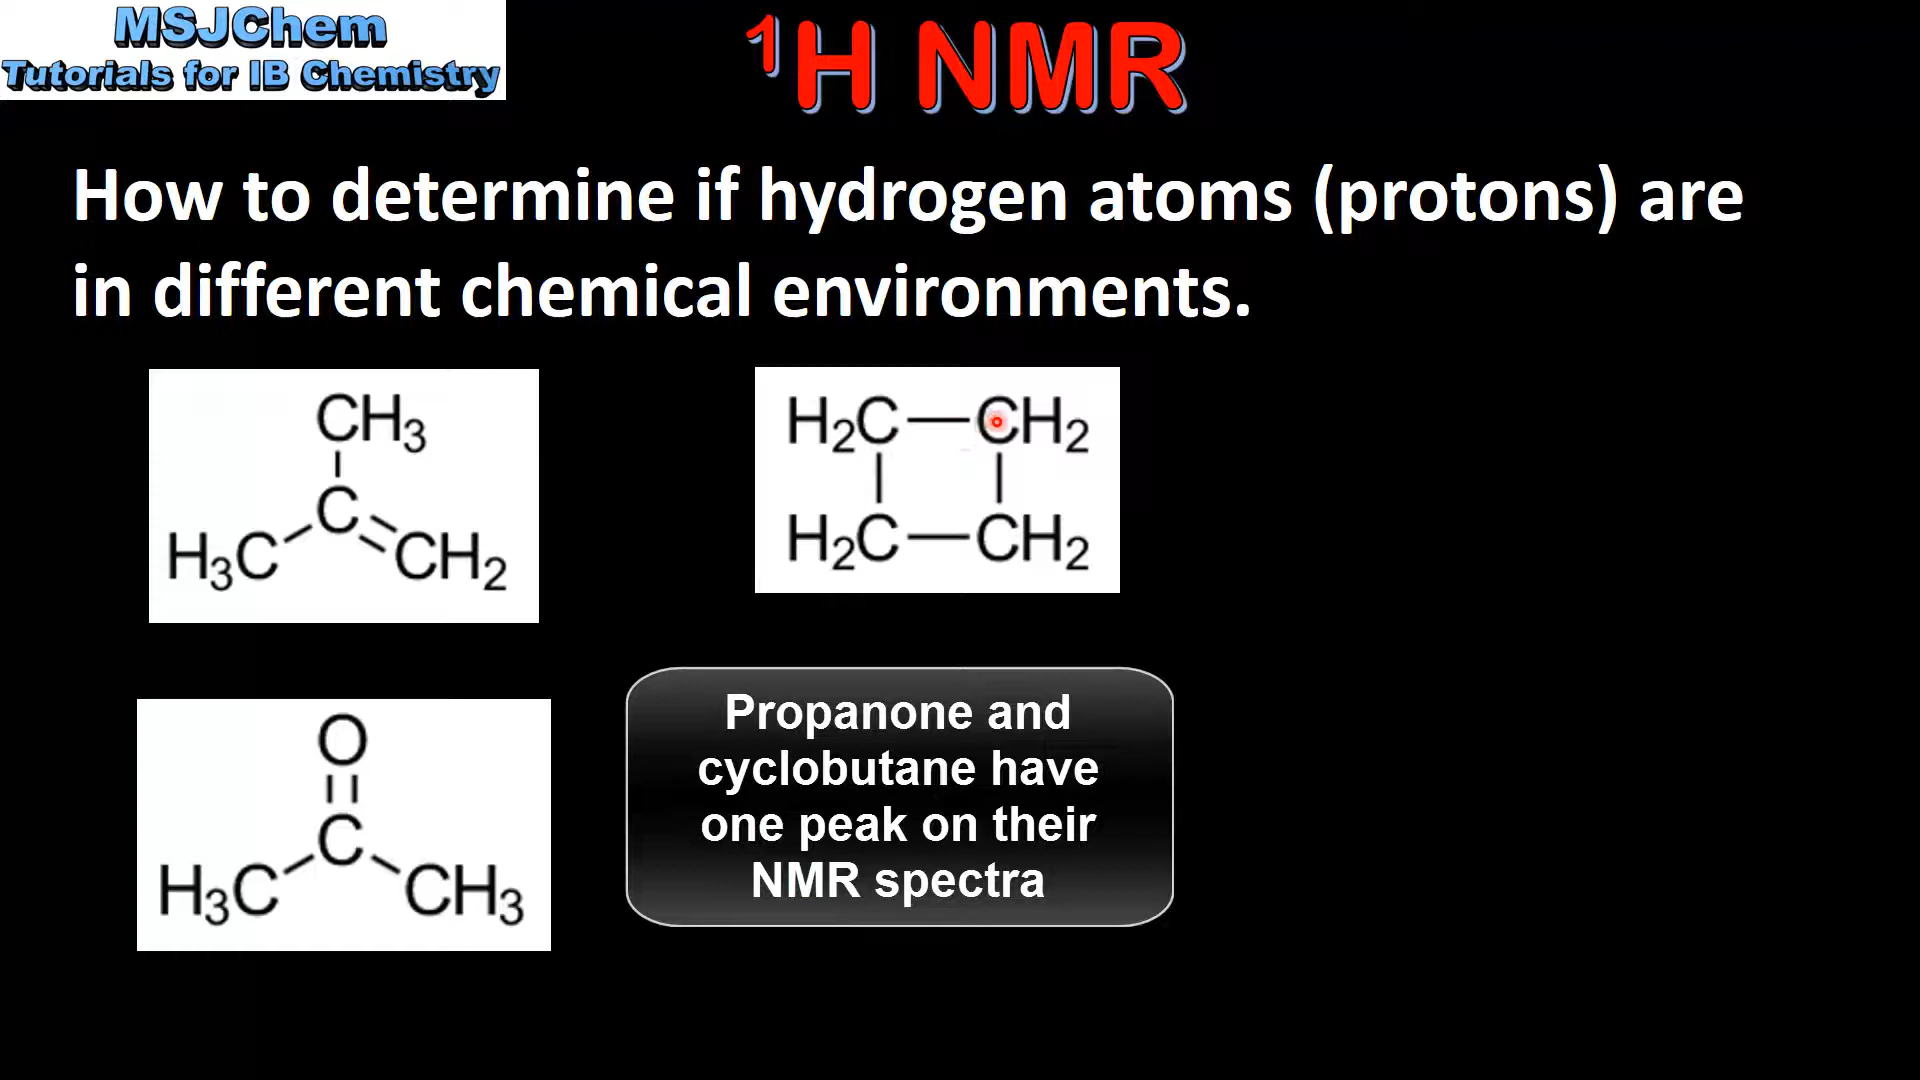 MSJChem
Tutorials for IB Chemistry
¹H NMR
How to determine if hydrogen atoms (protons) are
in different chemical environments.
CH₃
C
H₃C CH₂
H₂C CH₂
H₂C CH₂
O
C
H₃C CH₃
Propanone and
cyclobutane have
one peak on their
NMR spectra